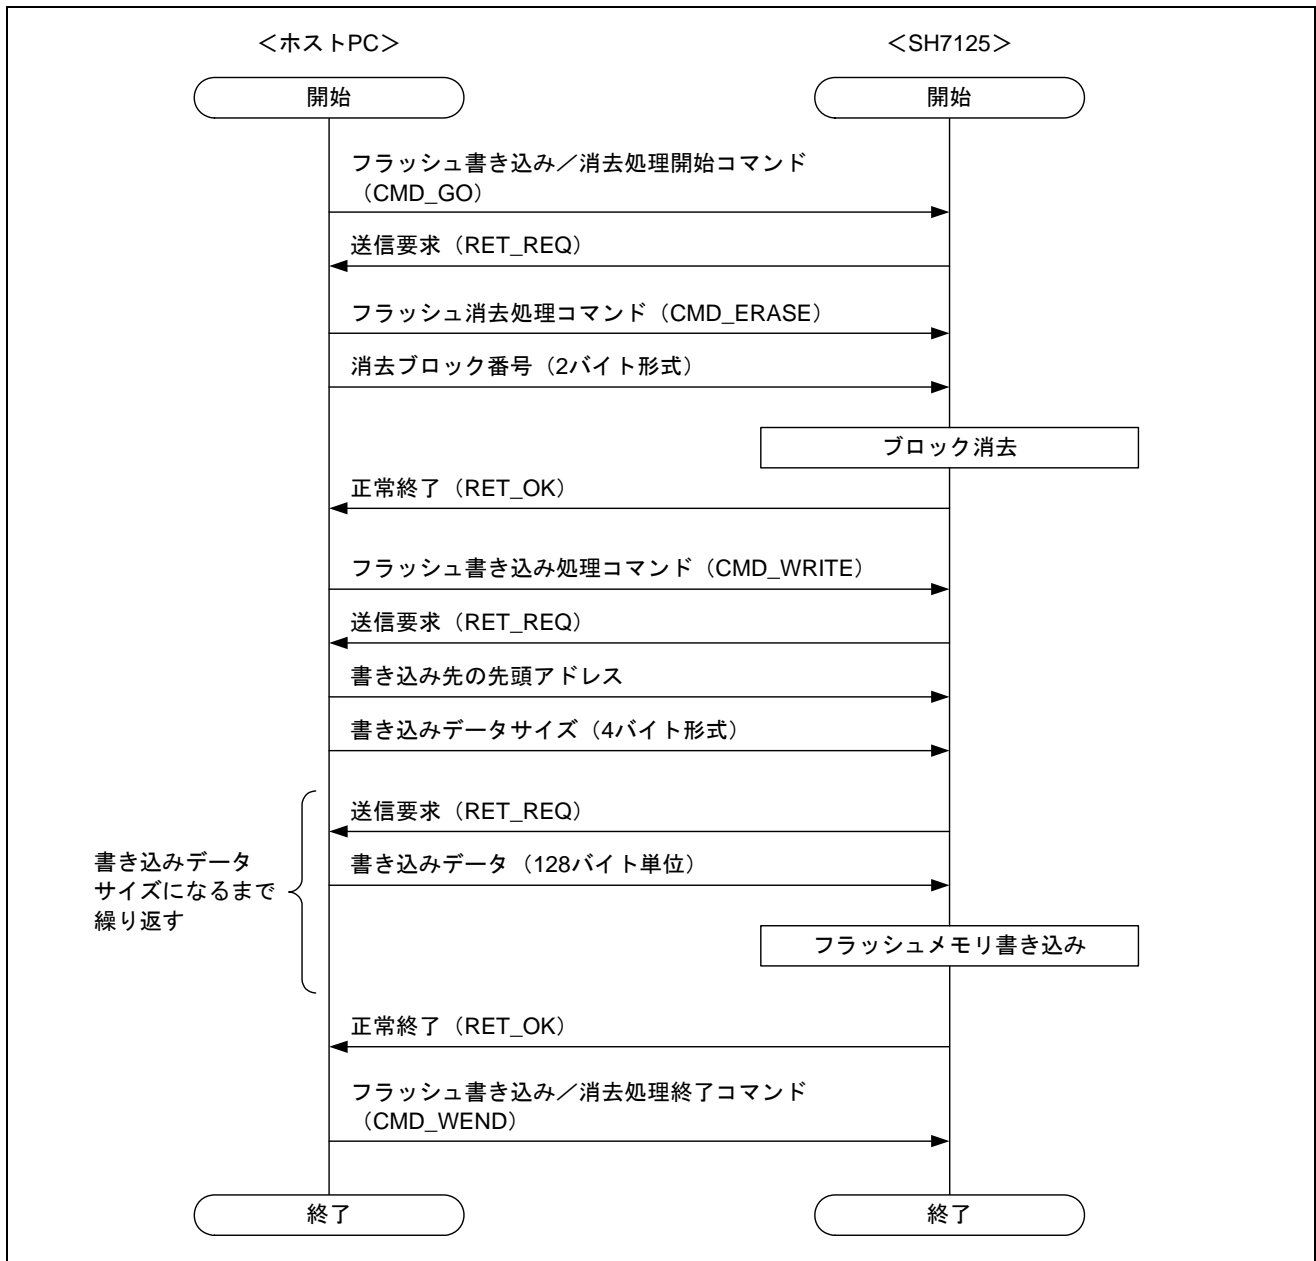 ＜ホストPC＞
＜SH7125＞
開始
開始
フラッシュ書き込み／消去処理開始コマンド
（CMD_GO）
送信要求（RET_REQ）
フラッシュ消去処理コマンド（CMD_ERASE）
消去ブロック番号（2バイト形式）
ブロック消去
正常終了（RET_OK）
フラッシュ書き込み処理コマンド（CMD_WRITE）
送信要求（RET_REQ）
書き込み先の先頭アドレス
書き込みデータサイズ（4バイト形式）
送信要求（RET_REQ）
書き込みデータ（128バイト単位）
書き込みデータ
サイズになるまで
繰り返す
フラッシュメモリ書き込み
正常終了（RET_OK）
フラッシュ書き込み／消去処理終了コマンド
（CMD_WEND）
終了
終了